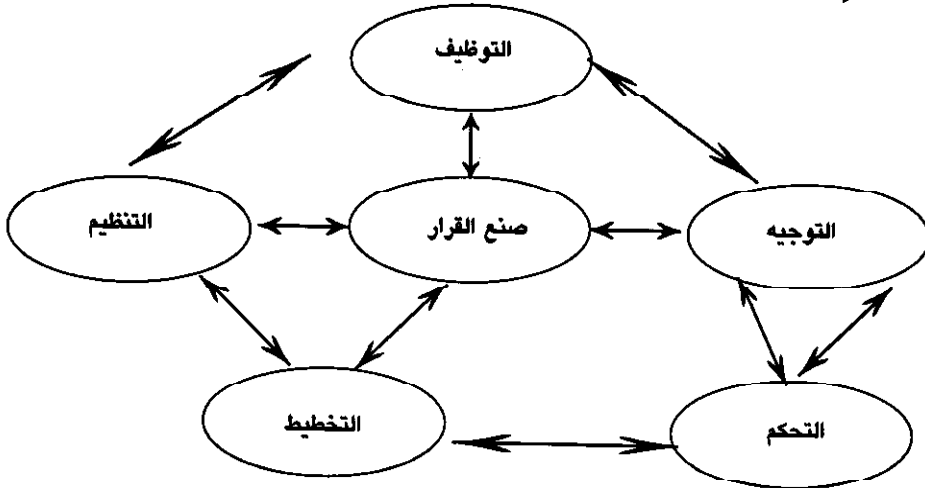 التوظيف
التوجيه
صنع القرار
التنظيم
التحكم
التخطيط